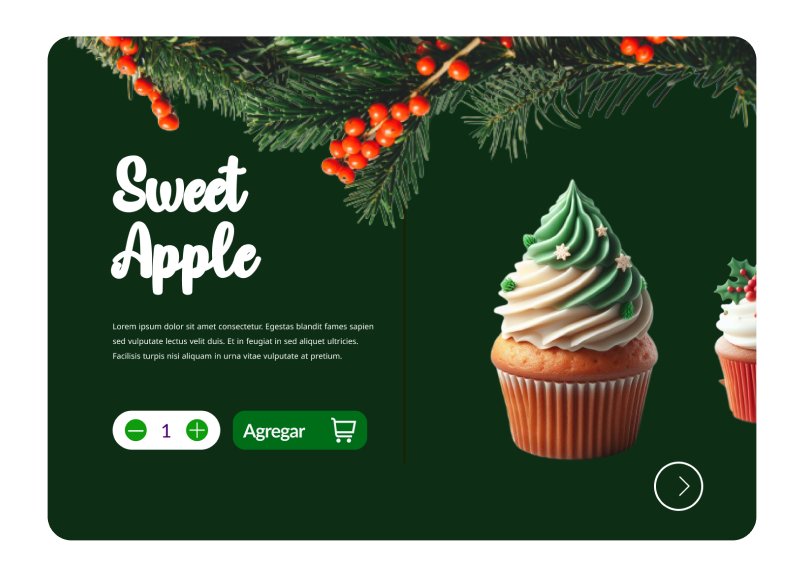 Sweet
Apple
Lorem ipsum dolor sit amet consectetur. Egestas blandit fames sapien
sed vulputate lectus velit duis. Et in feugiat in sed aliquet ultricies.
Facilisis turpis nisi aliquam in urna vitae vulputate at pretium.
1
Agregar